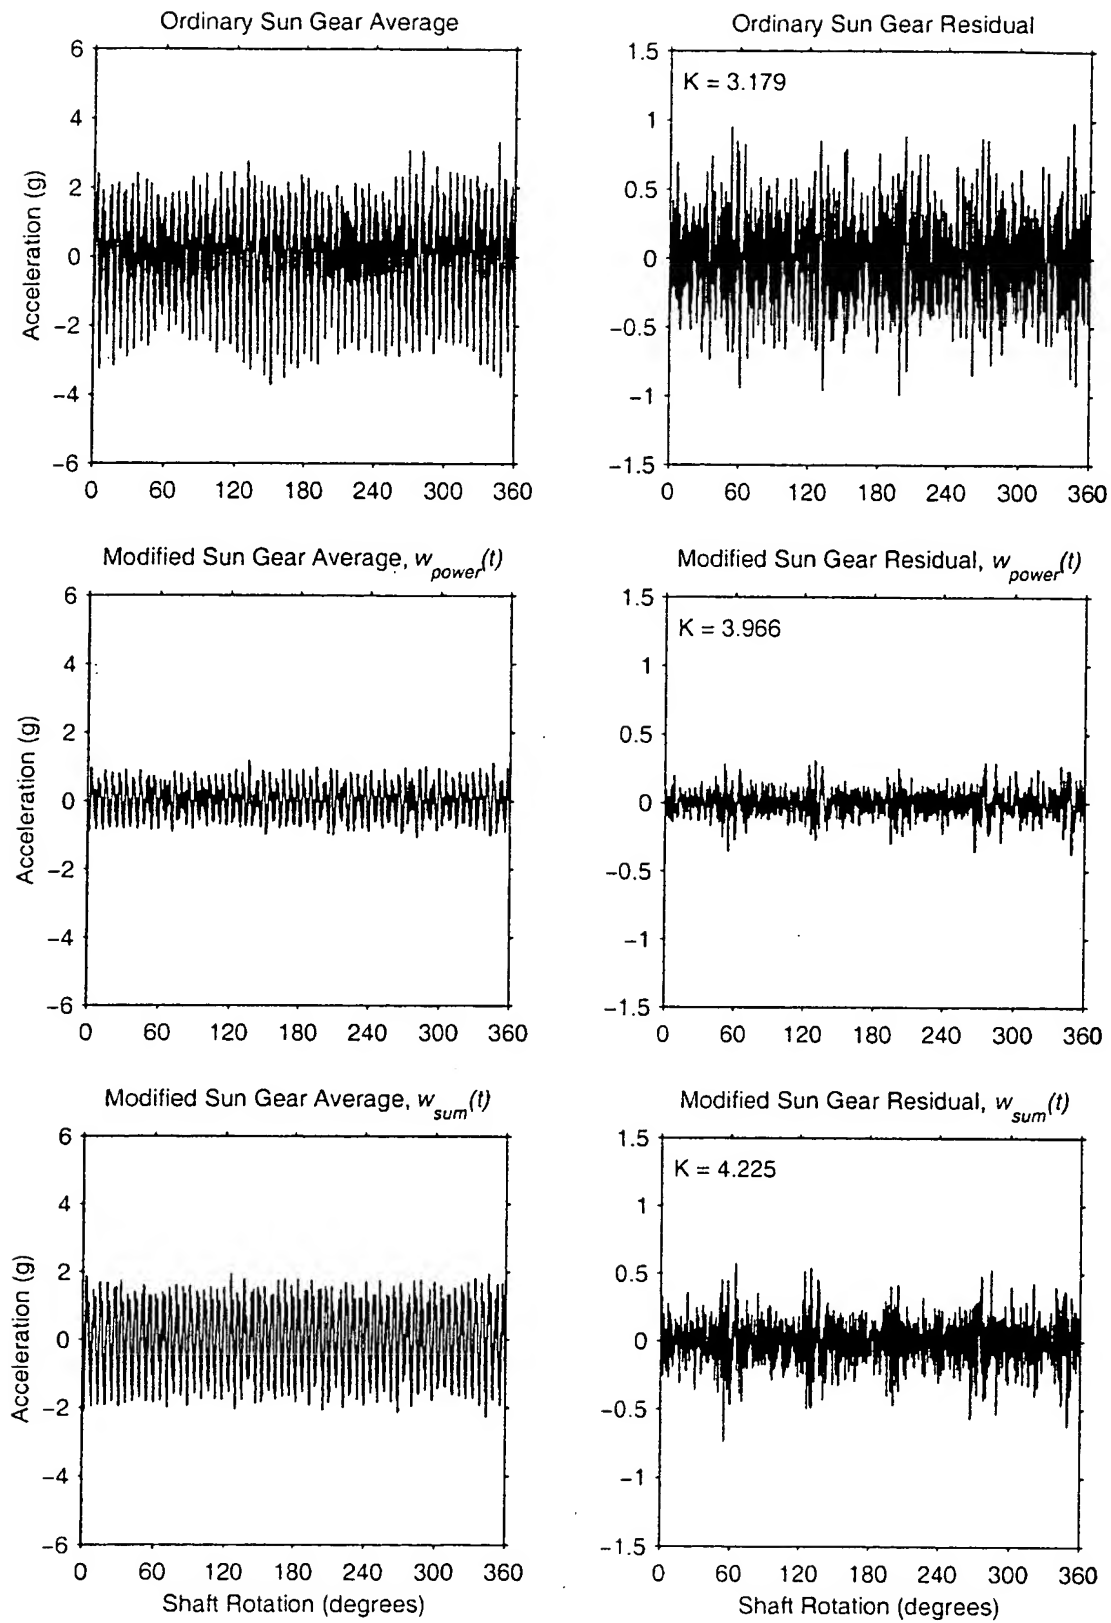 Ordinary Sun Gear Average
6
4
2
0
−2
−4
−6
Acceleration (g)
0 60 120 180 240 300 360
Ordinary Sun Gear Residual
K = 3.179
1.5
1
0.5
0
−0.5
−1
−1.5
0 60 120 180 240 300 360
Modified Sun Gear Average, w_power(t)
6
4
2
0
−2
−4
−6
Acceleration (g)
0 60 120 180 240 300 360
Modified Sun Gear Residual, w_power(t)
K = 3.966
1.5
1
0.5
0
−0.5
−1
−1.5
0 60 120 180 240 300 360
Modified Sun Gear Average, w_sum(t)
6
4
2
0
−2
−4
−6
Acceleration (g)
0 60 120 180 240 300 360
Shaft Rotation (degrees)
Modified Sun Gear Residual, w_sum(t)
K = 4.225
1.5
1
0.5
0
−0.5
−1
−1.5
0 60 120 180 240 300 360
Shaft Rotation (degrees)